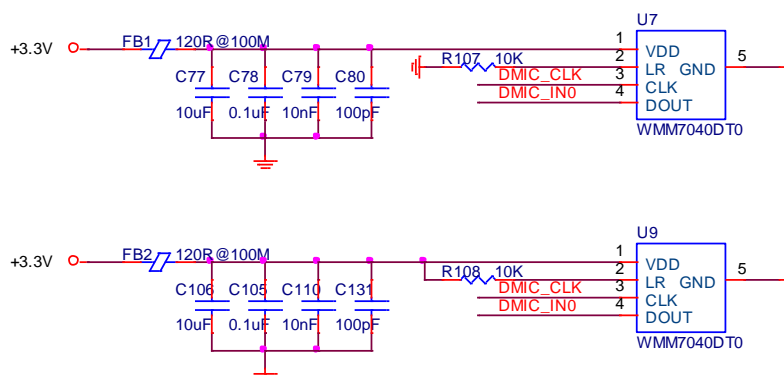 U7
+3.3V FB1 120R@100M
1 VDD
R107 10K 2 LR GND 5
C77 C78 C79 C80
DMIC_CLK 3 CLK
DMIC_IN0 4 DOUT
10uF 0.1uF 10nF 100pF
WMM7040DT0
U9
+3.3V FB2 120R@100M
1 VDD
R108 10K 2 LR GND 5
C106 C105 C110 C131
DMIC_CLK 3 CLK
DMIC_IN0 4 DOUT
10uF 0.1uF 10nF 100pF
WMM7040DT0